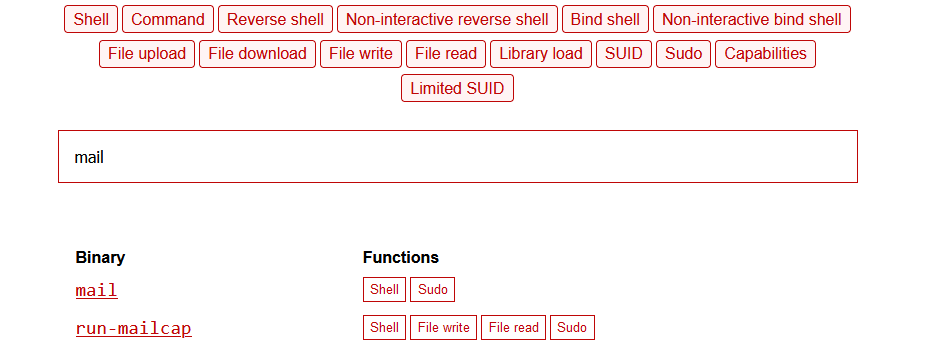 Shell Command Reverse shell Non-interactive reverse shell Bind shell Non-interactive bind shell
File upload File download File write File read Library load SUID Sudo Capabilities
Limited SUID
mail
Binary Functions
mail Shell Sudo
run-mailcap Shell File write File read Sudo